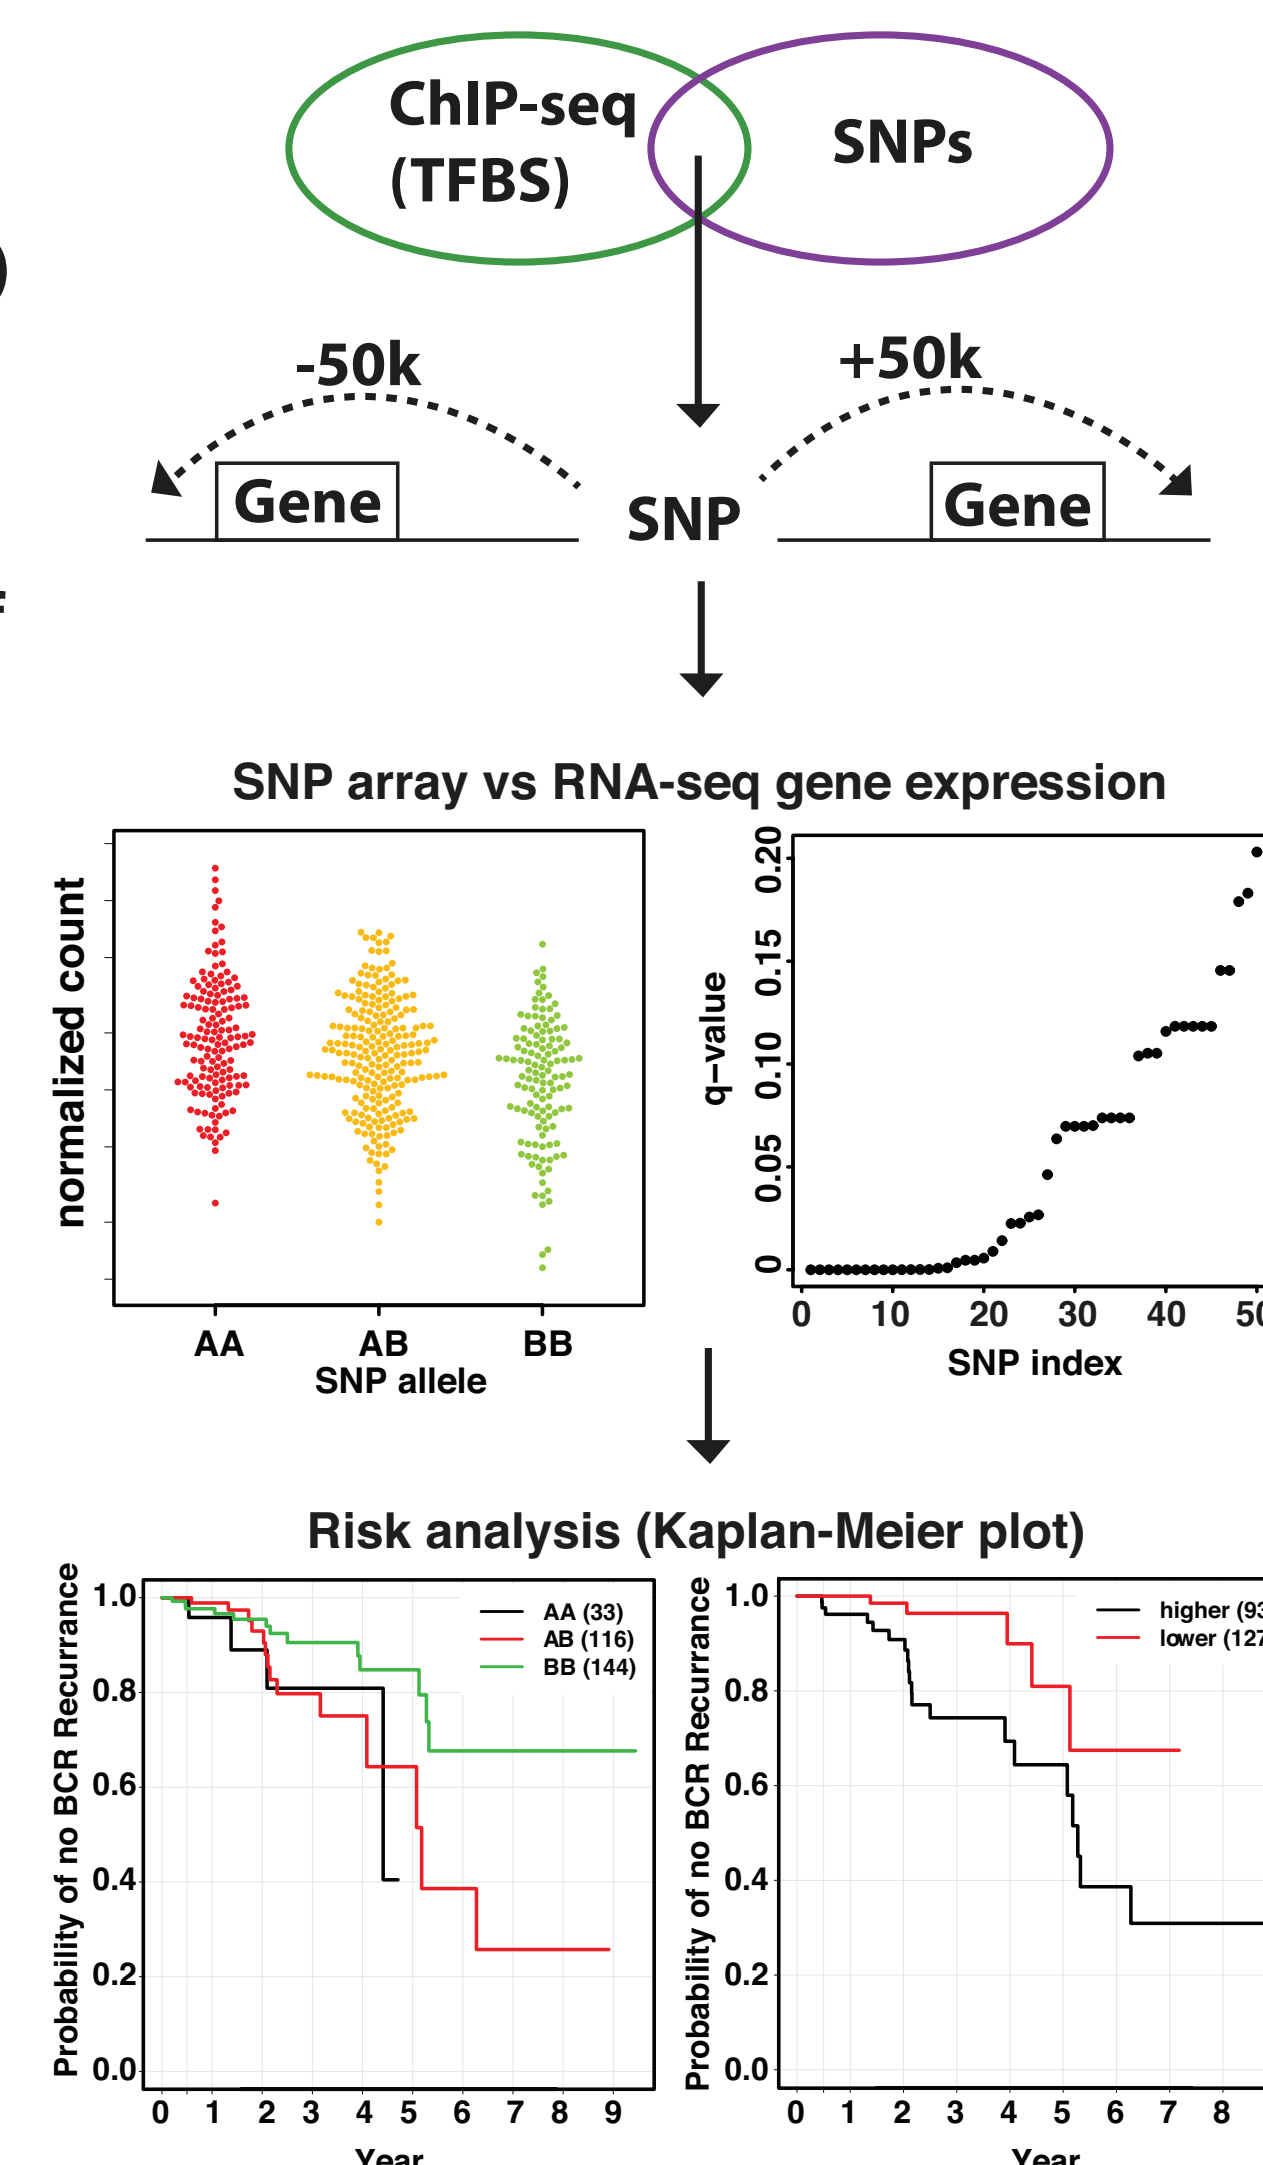 ChIP-seq
(TFBS)
SNPs
-50k
+50k
Gene
SNP
Gene
SNP array vs RNA-seq gene expression
normalized count
AA
AB
BB
SNP allele
q-value
0.20
0.15
0.10
0.05
0
0
10
20
30
40
50
SNP index
Risk analysis (Kaplan-Meier plot)
Probability of no BCR Recurrance
1.0
0.8
0.6
0.4
0.2
0.0
AA (33)
AB (116)
BB (144)
0 1 2 3 4 5 6 7 8 9
Year
Probability of no BCR Recurrance
1.0
0.8
0.6
0.4
0.2
0.0
higher (93
lower (127
0 1 2 3 4 5 6 7 8
Year